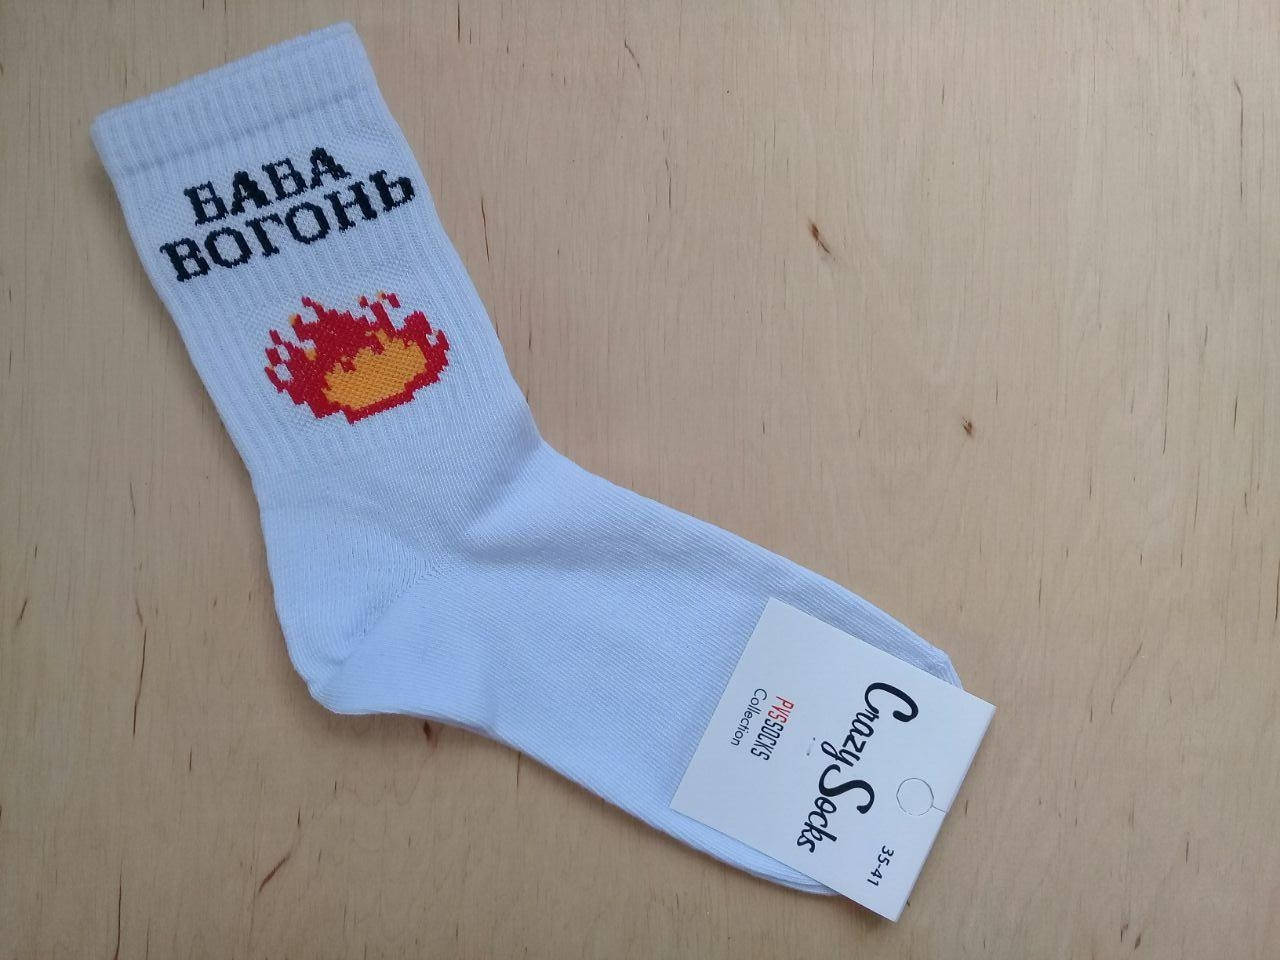 БАБА
ВОГОНЬ
Crazy Socks
PVSSOCKS
Collection
35-41